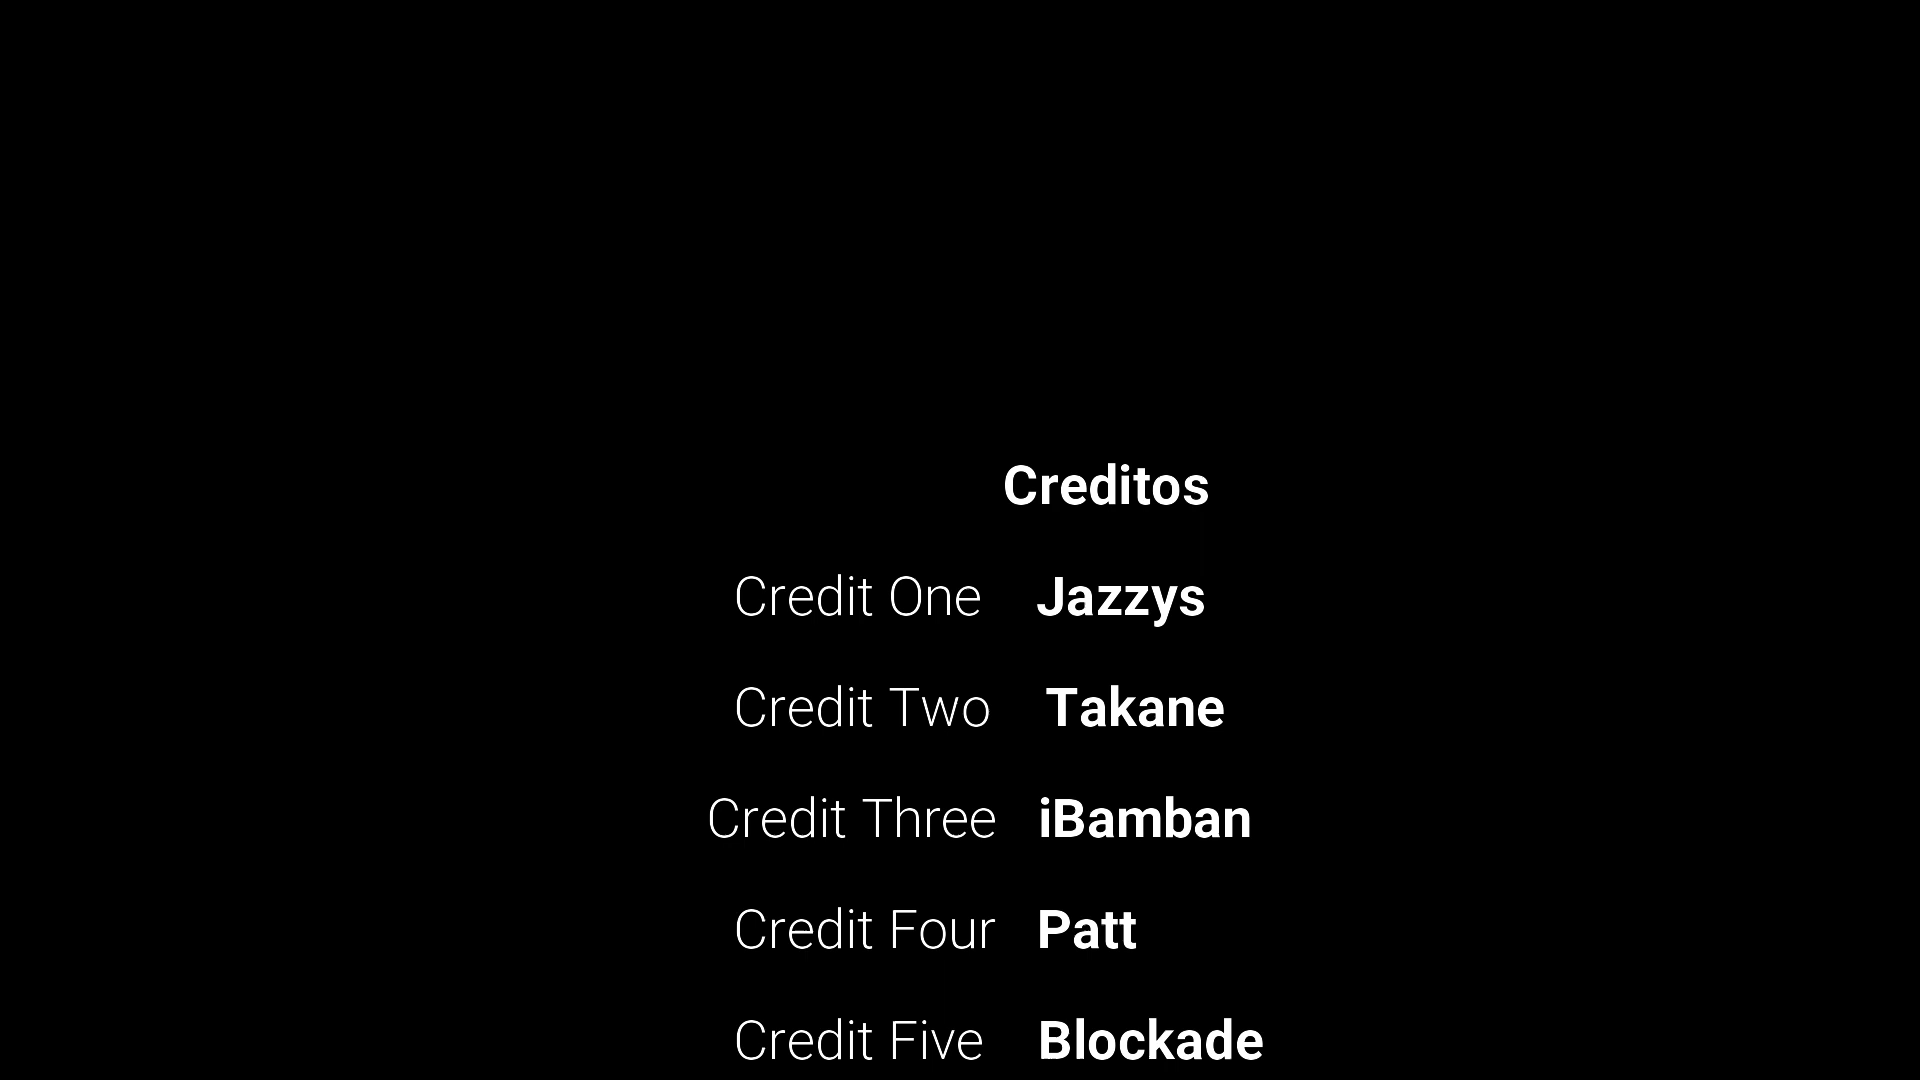 Creditos
Credit One Jazzys
Credit Two Takane
Credit Three iBamban
Credit Four Patt
Credit Five Blockade